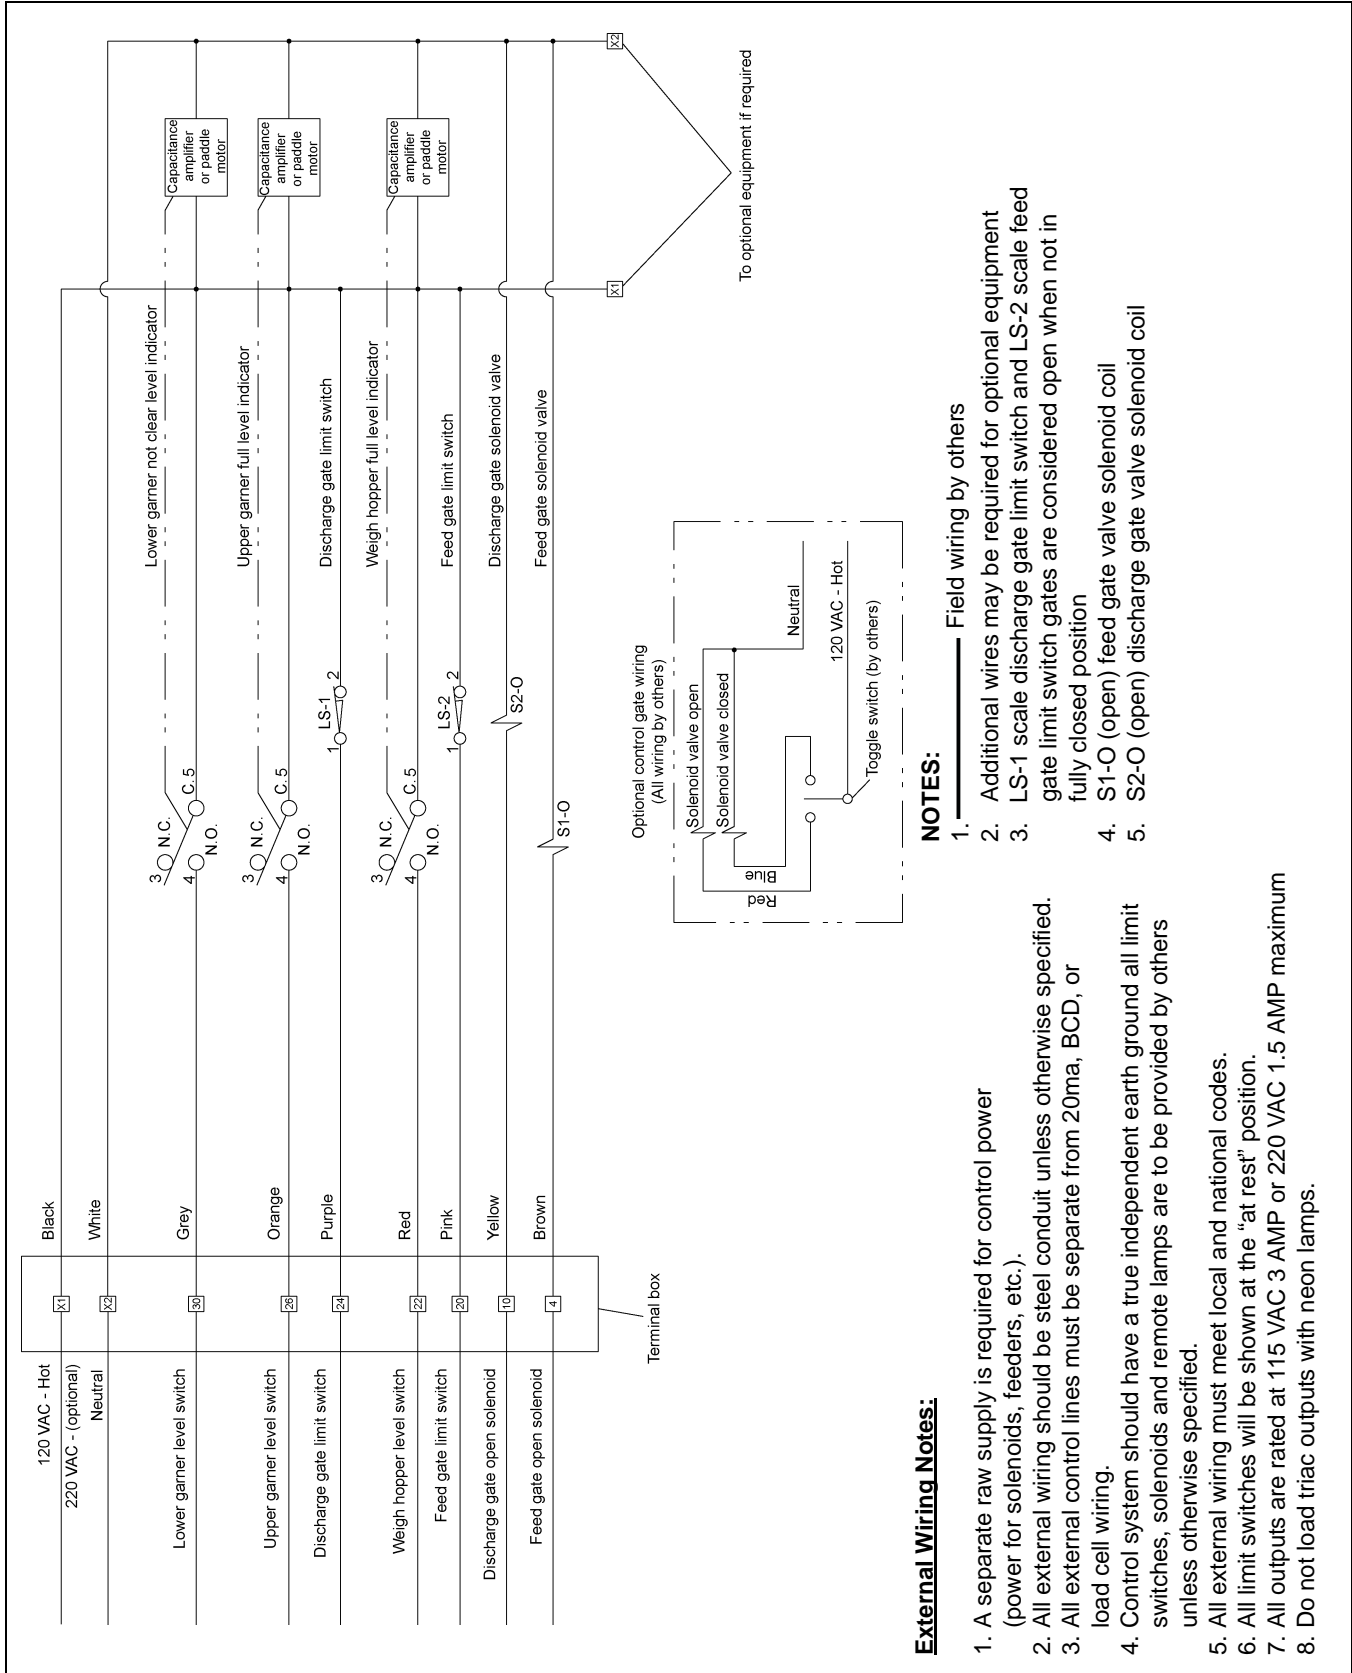 120 VAC - Hot
220 VAC - (optional)
Neutral
Lower garner level switch
Upper garner level switch
Discharge gate limit switch
Weigh hopper level switch
Feed gate limit switch
Discharge gate open solenoid
Feed gate open solenoid
X1
X2
30
26
24
22
20
10
4
Terminal box
Black
White
Grey
Orange
Purple
Red
Pink
Yellow
Brown
3
N.C.
4
N.O.
C. 5
3
N.C.
4
N.O.
C. 5
1
LS-1
2
3
N.C.
4
N.O.
C. 5
1
LS-2
2
S2-O
S1-O
Lower garner not clear level indicator
Upper garner full level indicator
Discharge gate limit switch
Weigh hopper full level indicator
Feed gate limit switch
Discharge gate solenoid valve
Feed gate solenoid valve
Capacitance
amplifier
or paddle
motor
Capacitance
amplifier
or paddle
motor
Capacitance
amplifier
or paddle
motor
X1
X2
To optional equipment if required
Optional control gate wiring
(All wiring by others)
Solenoid valve open
Solenoid valve closed
Red
Blue
Neutral
120 VAC - Hot
Toggle switch (by others)
External Wiring Notes:
1. A separate raw supply is required for control power
(power for solenoids, feeders, etc.).
2. All external wiring should be steel conduit unless otherwise specified.
3. All external control lines must be separate from 20ma, BCD, or
load cell wiring.
4. Control system should have a true independent earth ground all limit
switches, solenoids and remote lamps are to be provided by others
unless otherwise specified.
5. All external wiring must meet local and national codes.
6. All limit switches will be shown at the “at rest” position.
7. All outputs are rated at 115 VAC 3 AMP or 220 VAC 1.5 AMP maximum
8. Do not load triac outputs with neon lamps.
NOTES:
1. Field wiring by others
2. Additional wires may be required for optional equipment
3. LS-1 scale discharge gate limit switch and LS-2 scale feed
gate limit switch gates are considered open when not in
fully closed position
4. S1-O (open) feed gate valve solenoid coil
5. S2-O (open) discharge gate valve solenoid coil